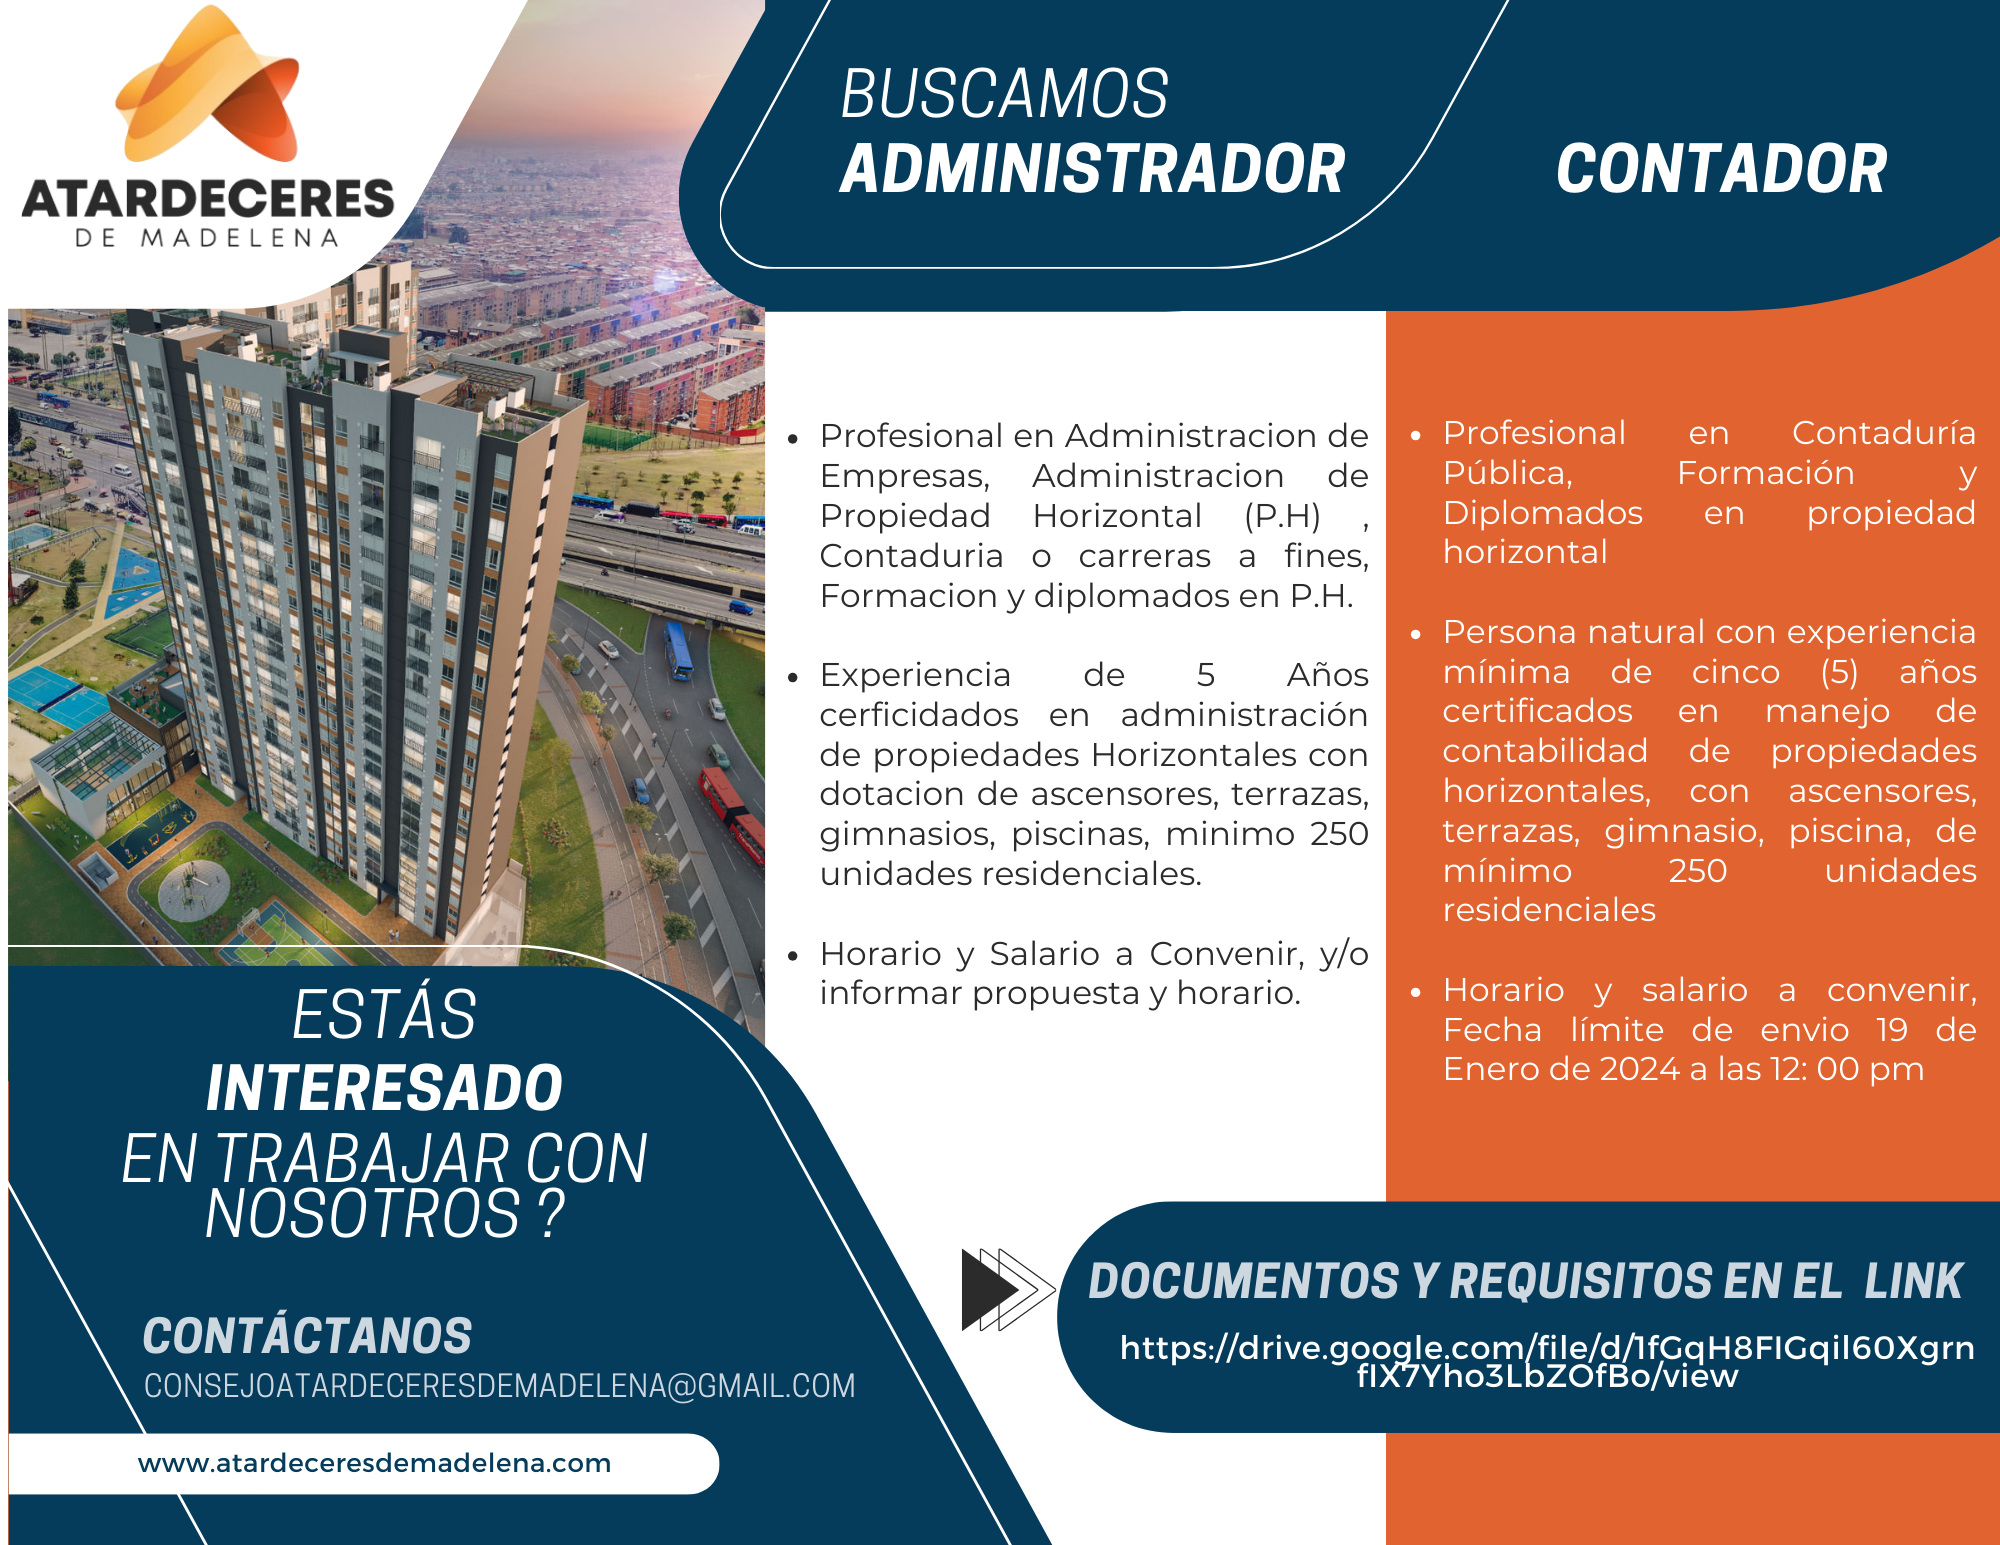 ATARDECERES
DE MADELENA
BUSCAMOS
ADMINISTRADOR
CONTADOR
Profesional en Administracion de
Empresas, Administracion de
Propiedad Horizontal (P.H) ,
Contaduria o carreras a fines,
Formacion y diplomados en P.H.
Experiencia de 5 Años
cerficidados en administración
de propiedades Horizontales con
dotacion de ascensores, terrazas,
gimnasios, piscinas, minimo 250
unidades residenciales.
Horario y Salario a Convenir, y/o
informar propuesta y horario.
Profesional en Contaduría
Pública, Formación y
Diplomados en propiedad
horizontal
Persona natural con experiencia
mínima de cinco (5) años
certificados en manejo de
contabilidad de propiedades
horizontales, con ascensores,
terrazas, gimnasio, piscina, de
mínimo 250 unidades
residenciales
Horario y salario a convenir,
Fecha límite de envio 19 de
Enero de 2024 a las 12: 00 pm
ESTÁS
INTERESADO
EN TRABAJAR CON
NOSOTROS ?
CONTÁCTANOS
CONSEJOATARDECERESDEMADELENA@GMAIL.COM
www.atardeceresdemadelena.com
DOCUMENTOS Y REQUISITOS EN EL LINK
https://drive.google.com/file/d/1fGqH8FIGqil60Xgrn
fIX7Yho3LbZOfBo/view